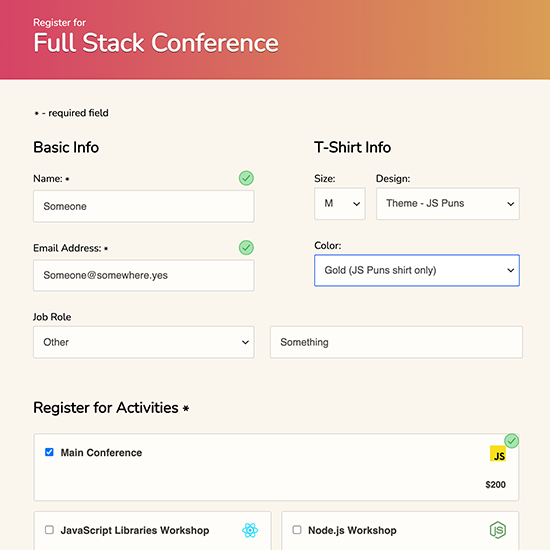 Register for
Full Stack Conference
* - required field
Basic Info
Name: *
Someone
Email Address: *
Someone@somewhere.yes
T-Shirt Info
Size:
M
Design:
Theme - JS Puns
Color:
Gold (JS Puns shirt only)
Job Role
Other
Something
Register for Activities *
Main Conference
JS
$200
JavaScript Libraries Workshop
Node.js Workshop
JS